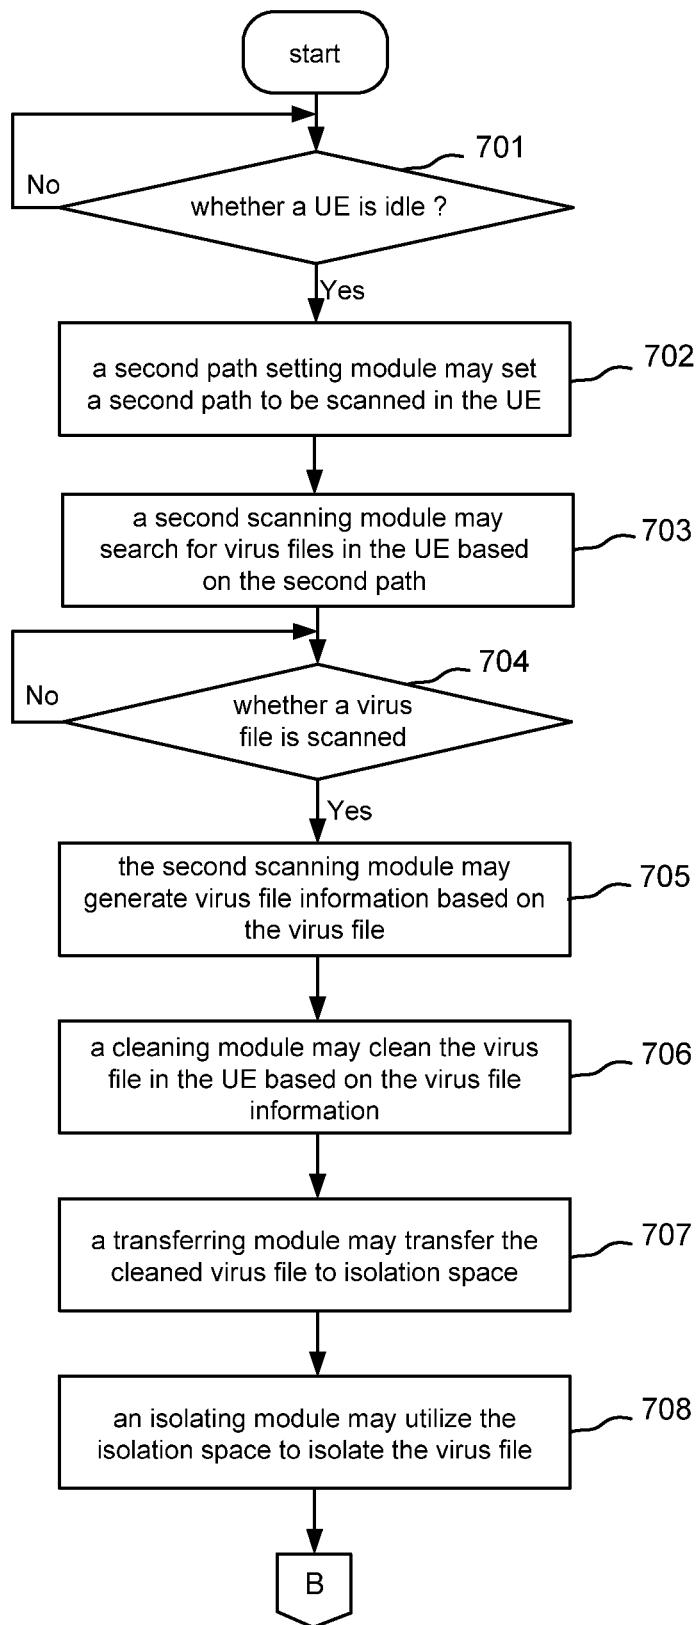 start
701
No
whether a UE is idle ?
Yes
702
a second path setting module may set
a second path to be scanned in the UE
703
a second scanning module may
search for virus files in the UE based
on the second path
704
No
whether a virus
file is scanned
Yes
705
the second scanning module may
generate virus file information based on
the virus file
706
a cleaning module may clean the virus
file in the UE based on the virus file
information
707
a transferring module may transfer the
cleaned virus file to isolation space
708
an isolating module may utilize the
isolation space to isolate the virus file
B